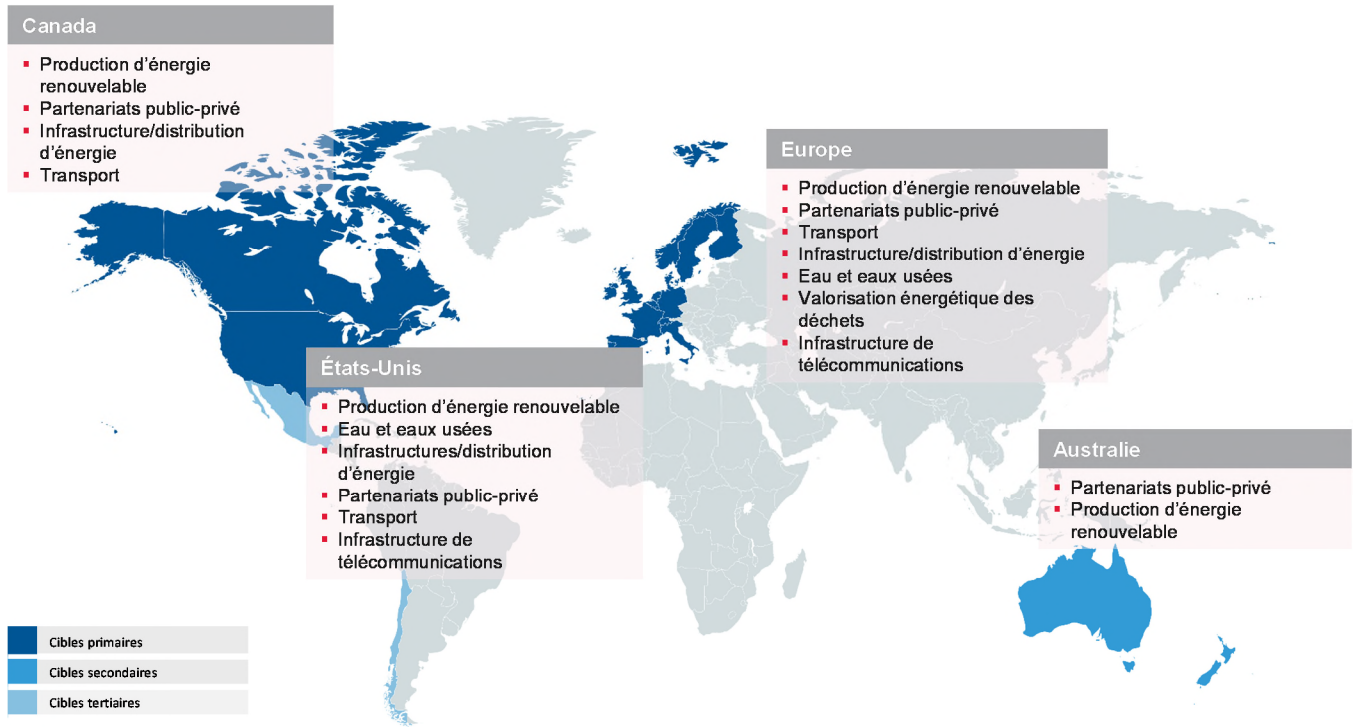 Canada
▪ Production d’énergie
renouvelable
▪ Partenariats public-privé
▪ Infrastructure/distribution
d’énergie
▪ Transport
Europe
▪ Production d’énergie renouvelable
▪ Partenariats public-privé
▪ Transport
▪ Infrastructure/distribution d’énergie
▪ Eau et eaux usées
▪ Valorisation énergétique des
déchets
▪ Infrastructure de
télécommunications
États-Unis
▪ Production d’énergie renouvelable
▪ Eau et eaux usées
▪ Infrastructures/distribution
d’énergie
▪ Partenariats public-privé
▪ Transport
▪ Infrastructure de
télécommunications
Australie
▪ Partenariats public-privé
▪ Production d’énergie
renouvelable
Cibles primaires
Cibles secondaires
Cibles tertiaires